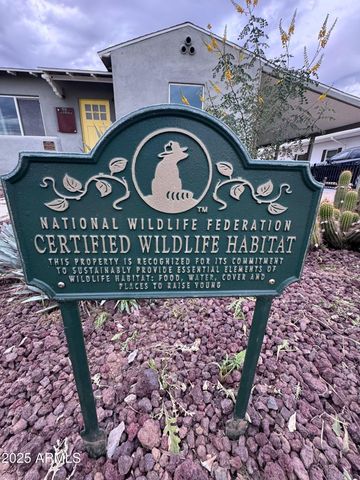 TM
NATIONAL WILDLIFE FEDERATION
CERTIFIED WILDLIFE HABITAT
THIS PROPERTY IS RECOGNIZED FOR ITS COMMITMENT
TO SUSTAINABLY PROVIDE ESSENTIAL ELEMENTS OF
WILDLIFE HABITAT: FOOD, WATER, COVER AND
PLACES TO RAISE YOUNG
2025 ARMLS